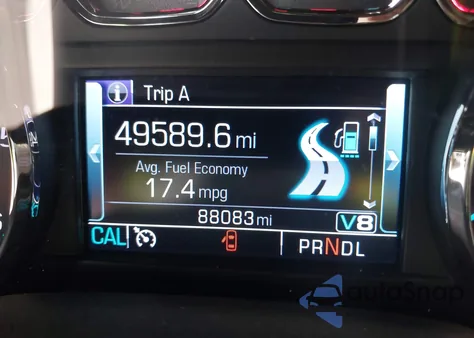 Trip A
49589.6 mi
Avg. Fuel Economy
17.4 mpg
88083 mi
V8
CAL
PRNDL
autoSnap